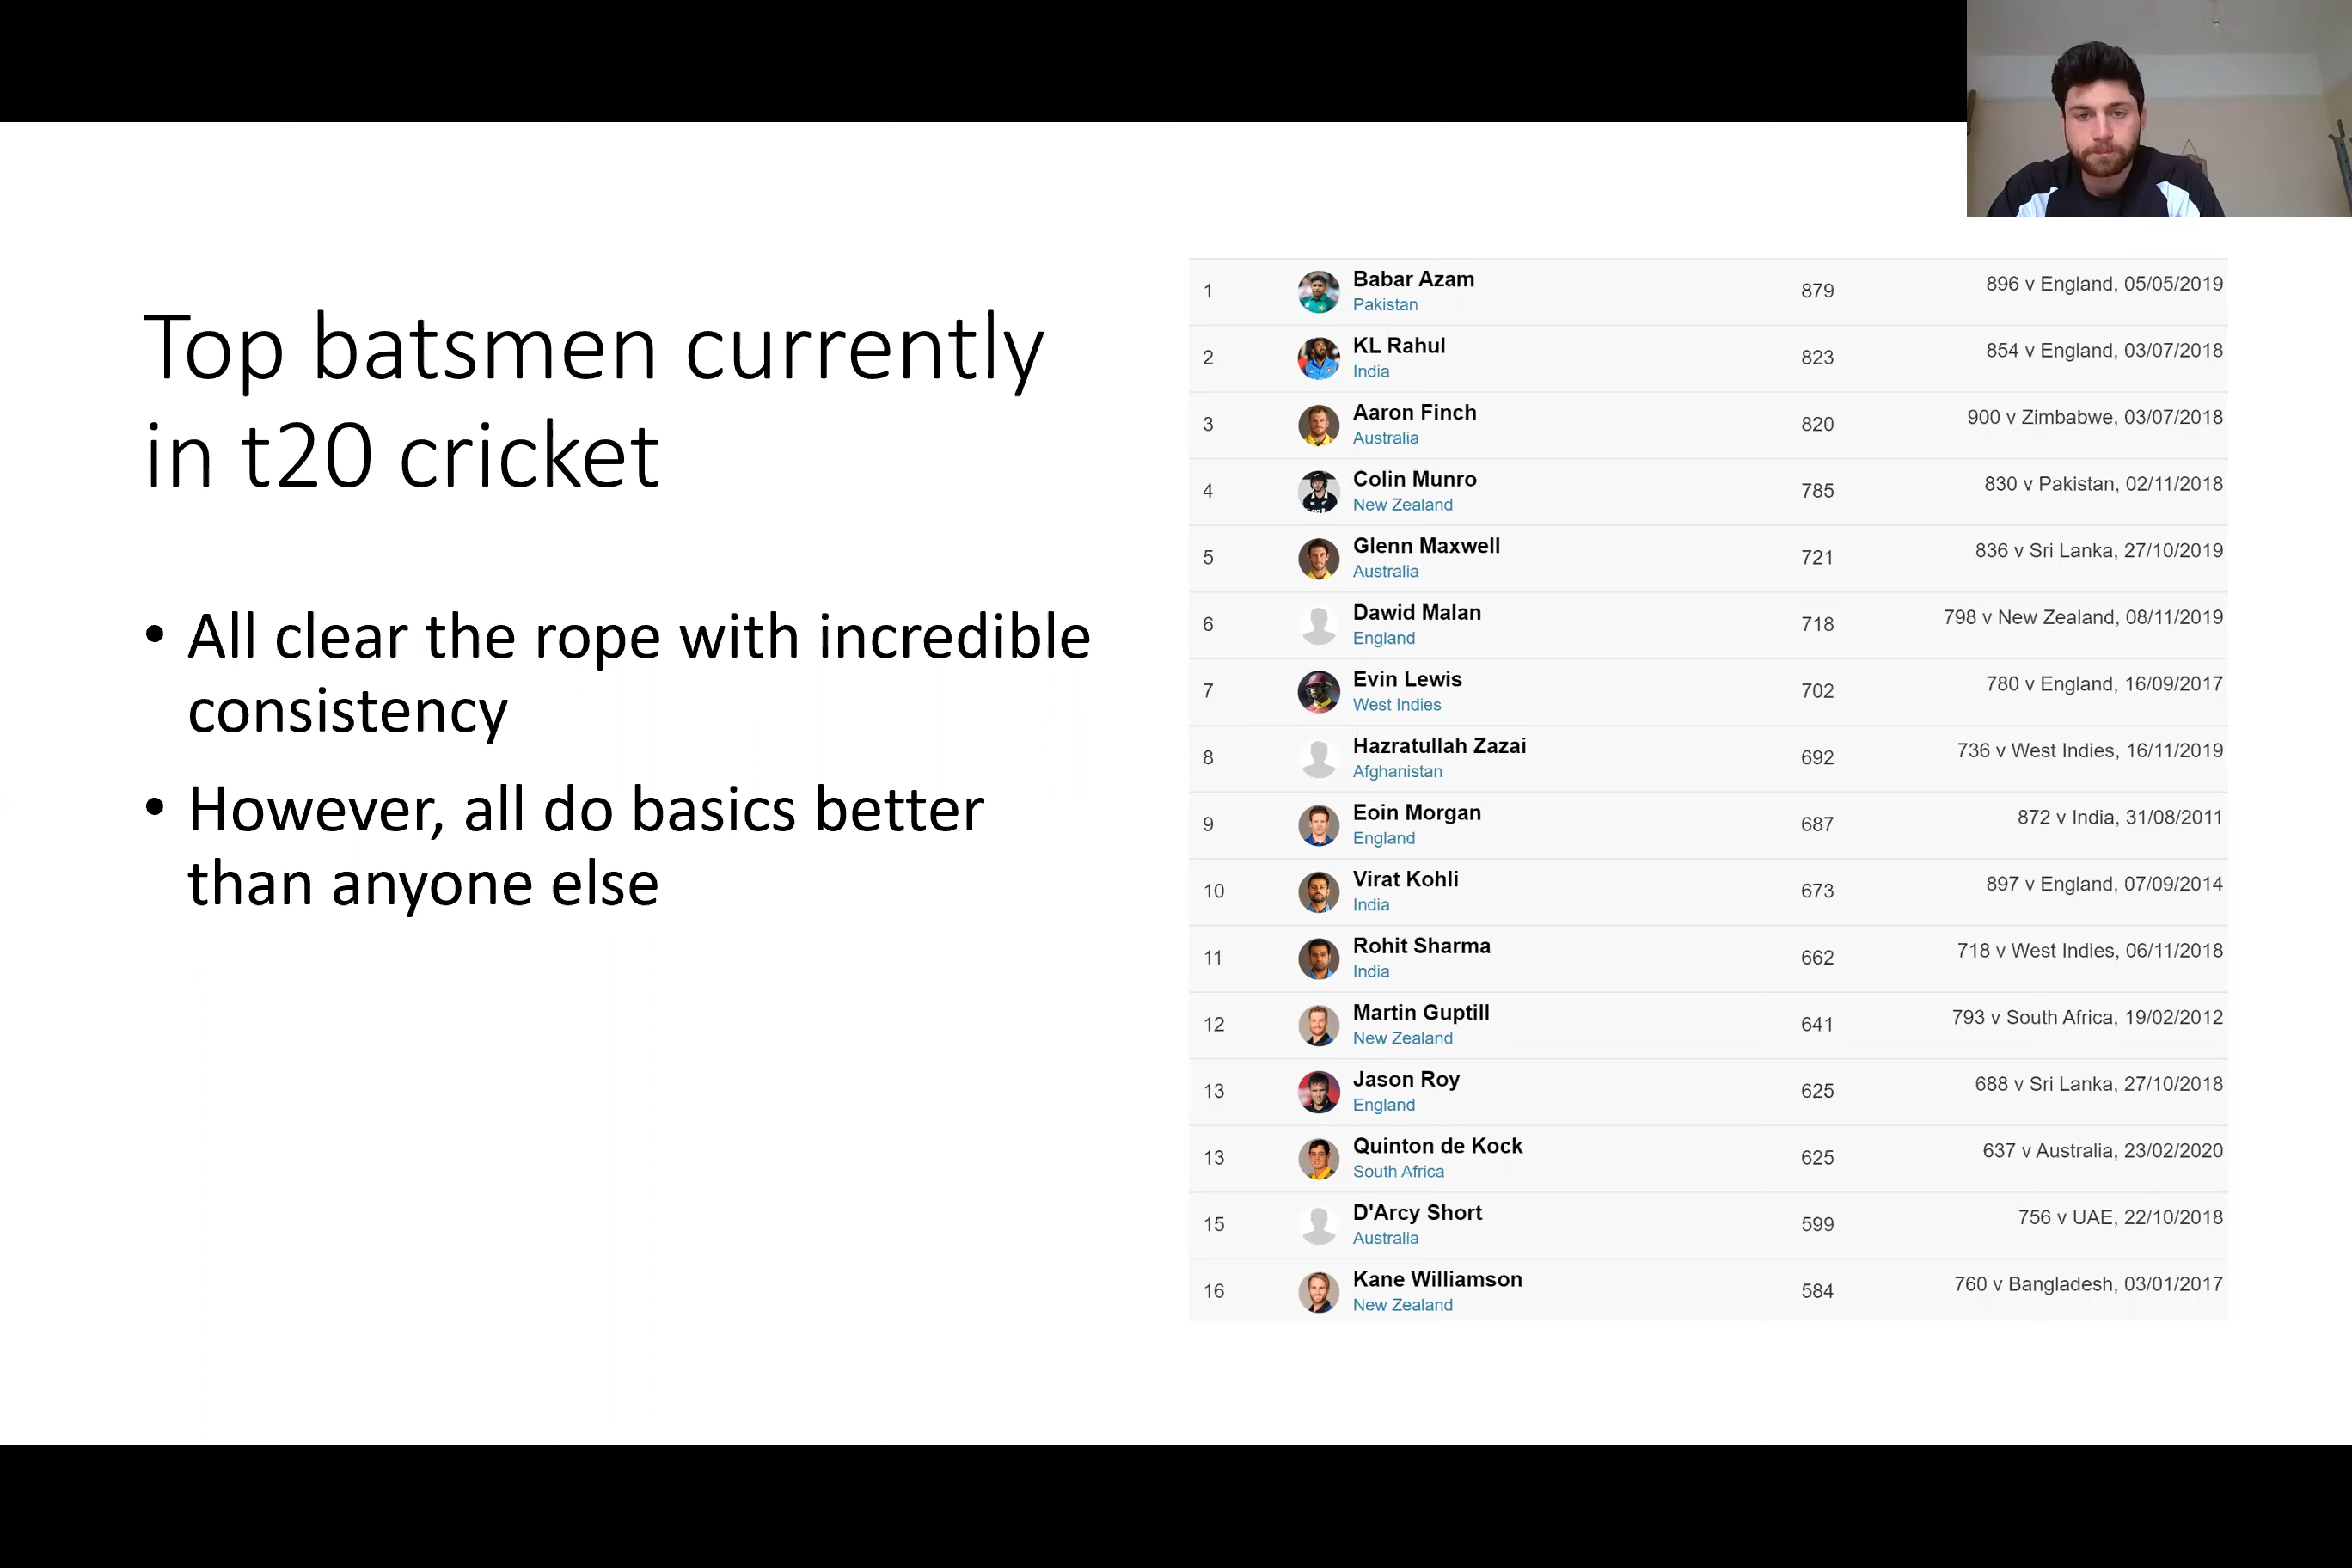 Top batsmen currently
in t20 cricket
• All clear the rope with incredible
consistency
• However, all do basics better
than anyone else
1 Babar Azam 879 896 v England, 05/05/2019
Pakistan
2 KL Rahul 823 854 v England, 03/07/2018
India
3 Aaron Finch 820 900 v Zimbabwe, 03/07/2018
Australia
4 Colin Munro 785 830 v Pakistan, 02/11/2018
New Zealand
5 Glenn Maxwell 721 836 v Sri Lanka, 27/10/2019
Australia
6 Dawid Malan 718 798 v New Zealand, 08/11/2019
England
7 Evin Lewis 702 780 v England, 16/09/2017
West Indies
8 Hazratullah Zazai 692 736 v West Indies, 16/11/2019
Afghanistan
9 Eoin Morgan 687 872 v India, 31/08/2011
England
10 Virat Kohli 673 897 v England, 07/09/2014
India
11 Rohit Sharma 662 718 v West Indies, 06/11/2018
India
12 Martin Guptill 641 793 v South Africa, 19/02/2012
New Zealand
13 Jason Roy 625 688 v Sri Lanka, 27/10/2018
England
13 Quinton de Kock 625 637 v Australia, 23/02/2020
South Africa
15 D'Arcy Short 599 756 v UAE, 22/10/2018
Australia
16 Kane Williamson 584 760 v Bangladesh, 03/01/2017
New Zealand